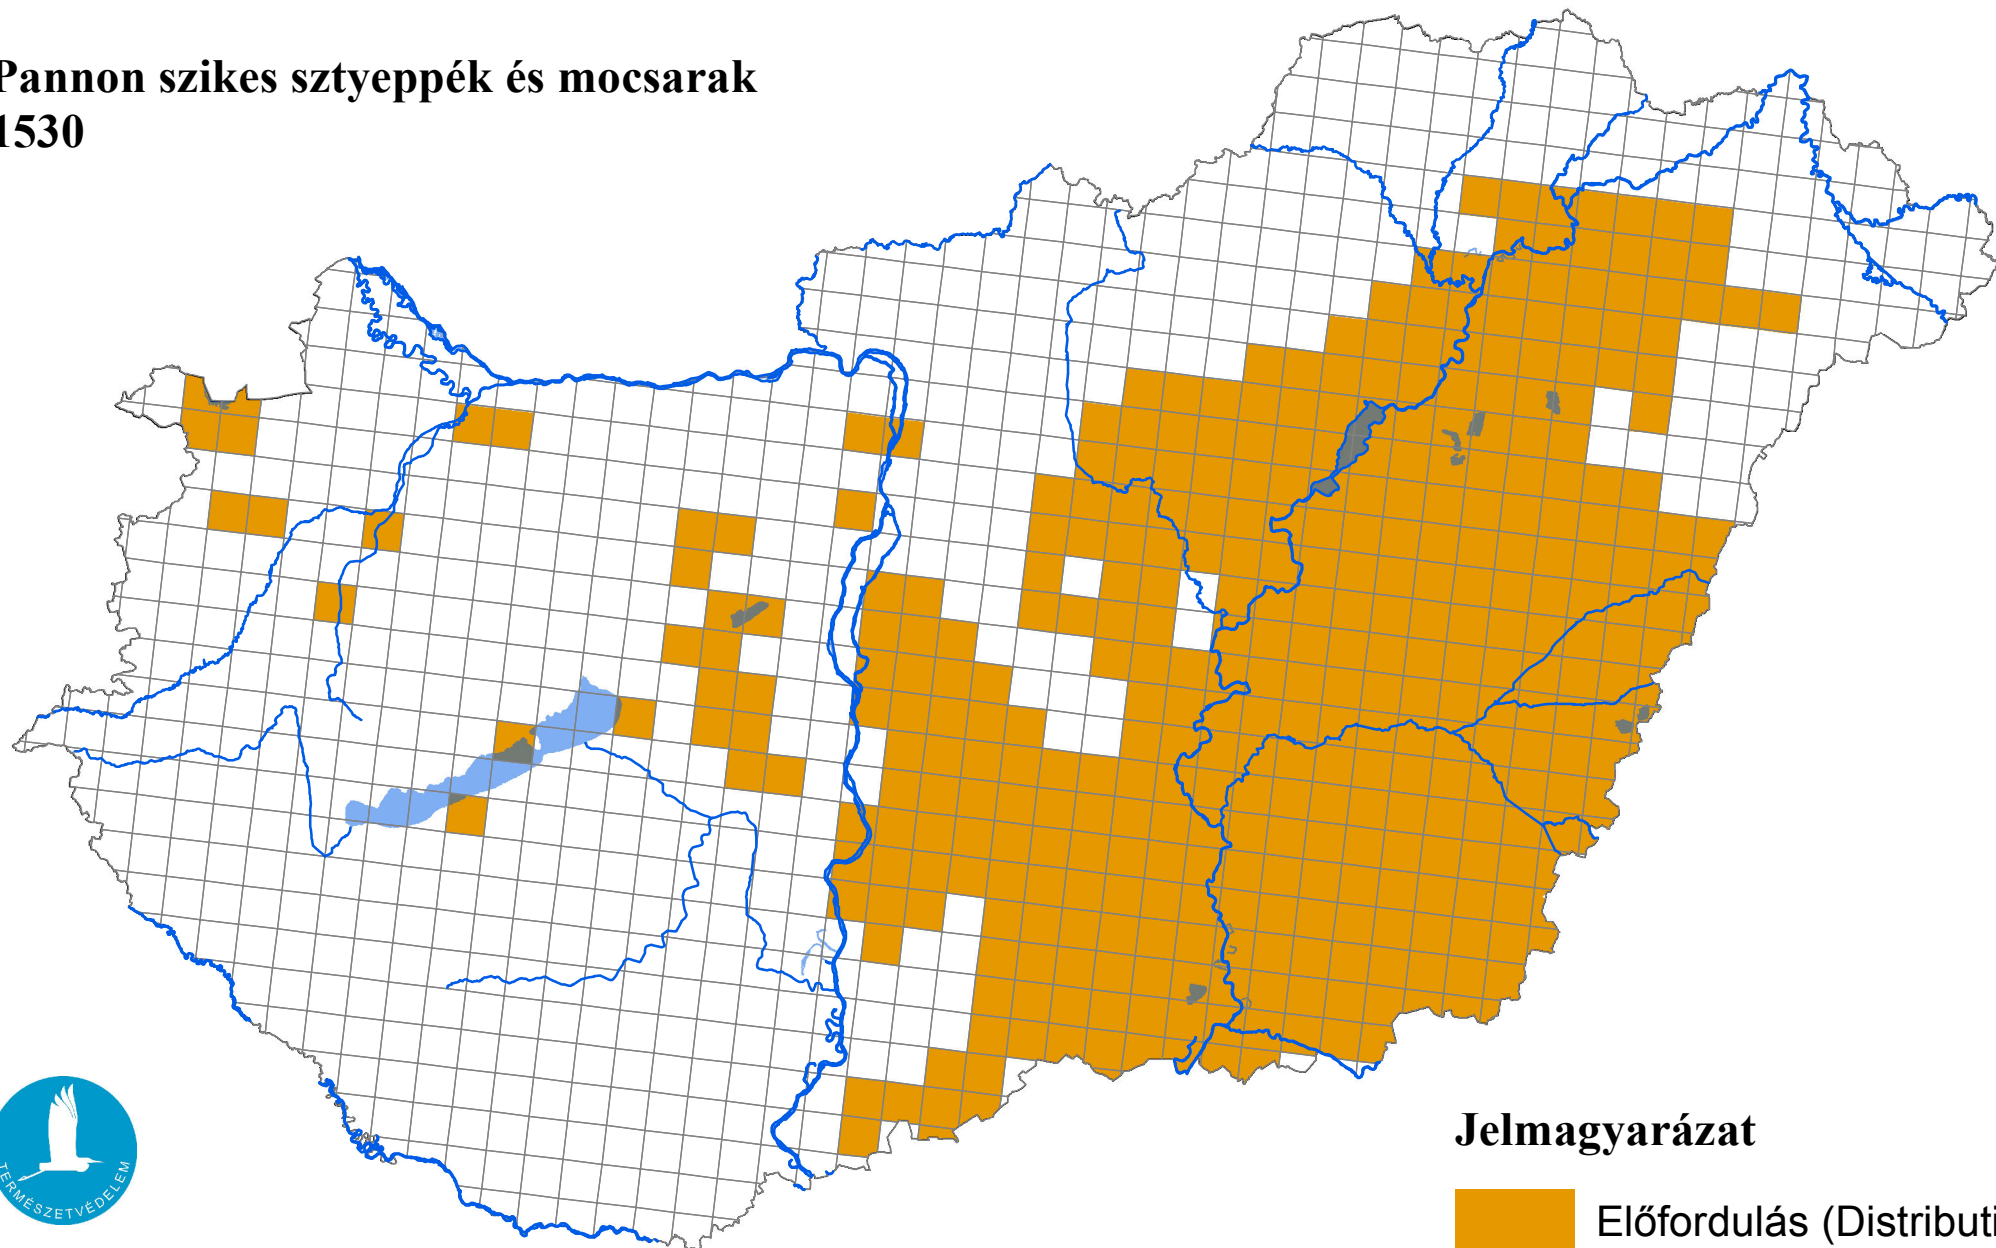 Pannon szikes sztyeppék és mocsarak
1530
TERMÉSZETVÉDELEM
Jelmagyarázat
Előfordulás (Distributi